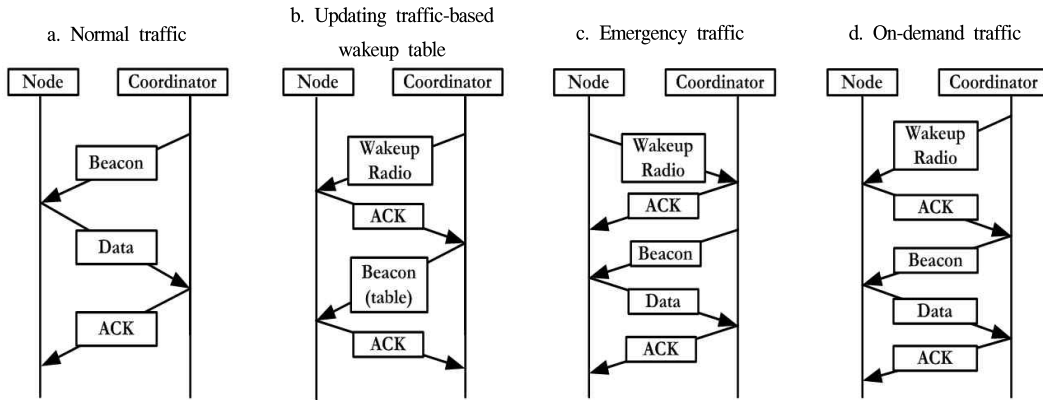 a. Normal traffic
Node
Coordinator
Beacon
Data
ACK
b. Updating traffic-based
wakeup table
Node
Coordinator
Wakeup
Radio
ACK
Beacon
(table)
ACK
c. Emergency traffic
Node
Coordinator
Wakeup
Radio
ACK
Beacon
Data
ACK
d. On-demand traffic
Node
Coordinator
Wakeup
Radio
ACK
Beacon
Data
ACK